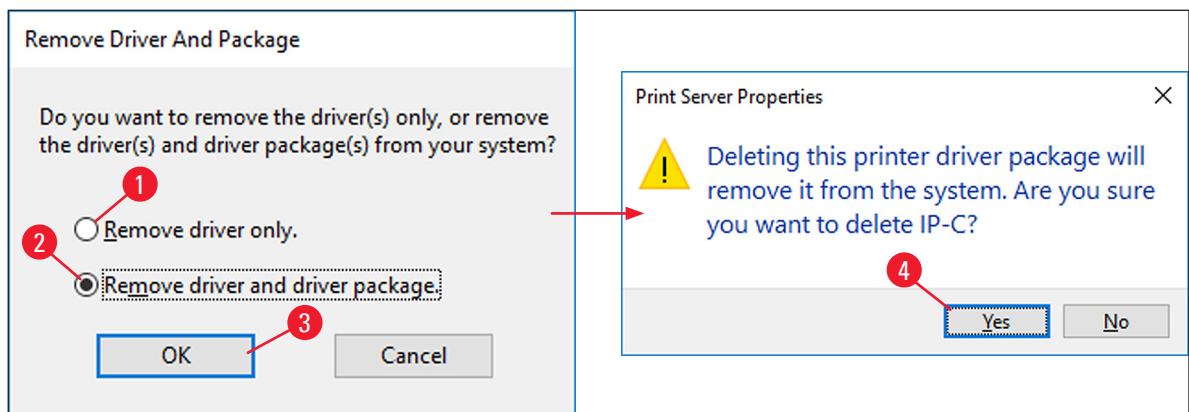 Remove Driver And Package
Do you want to remove the driver(s) only, or remove
the driver(s) and driver package(s) from your system?
1
Remove driver only.
2
Remove driver and driver package.
3
OK
Cancel
Print Server Properties
Deleting this printer driver package will
remove it from the system. Are you sure
you want to delete IP-C?
4
Yes
No